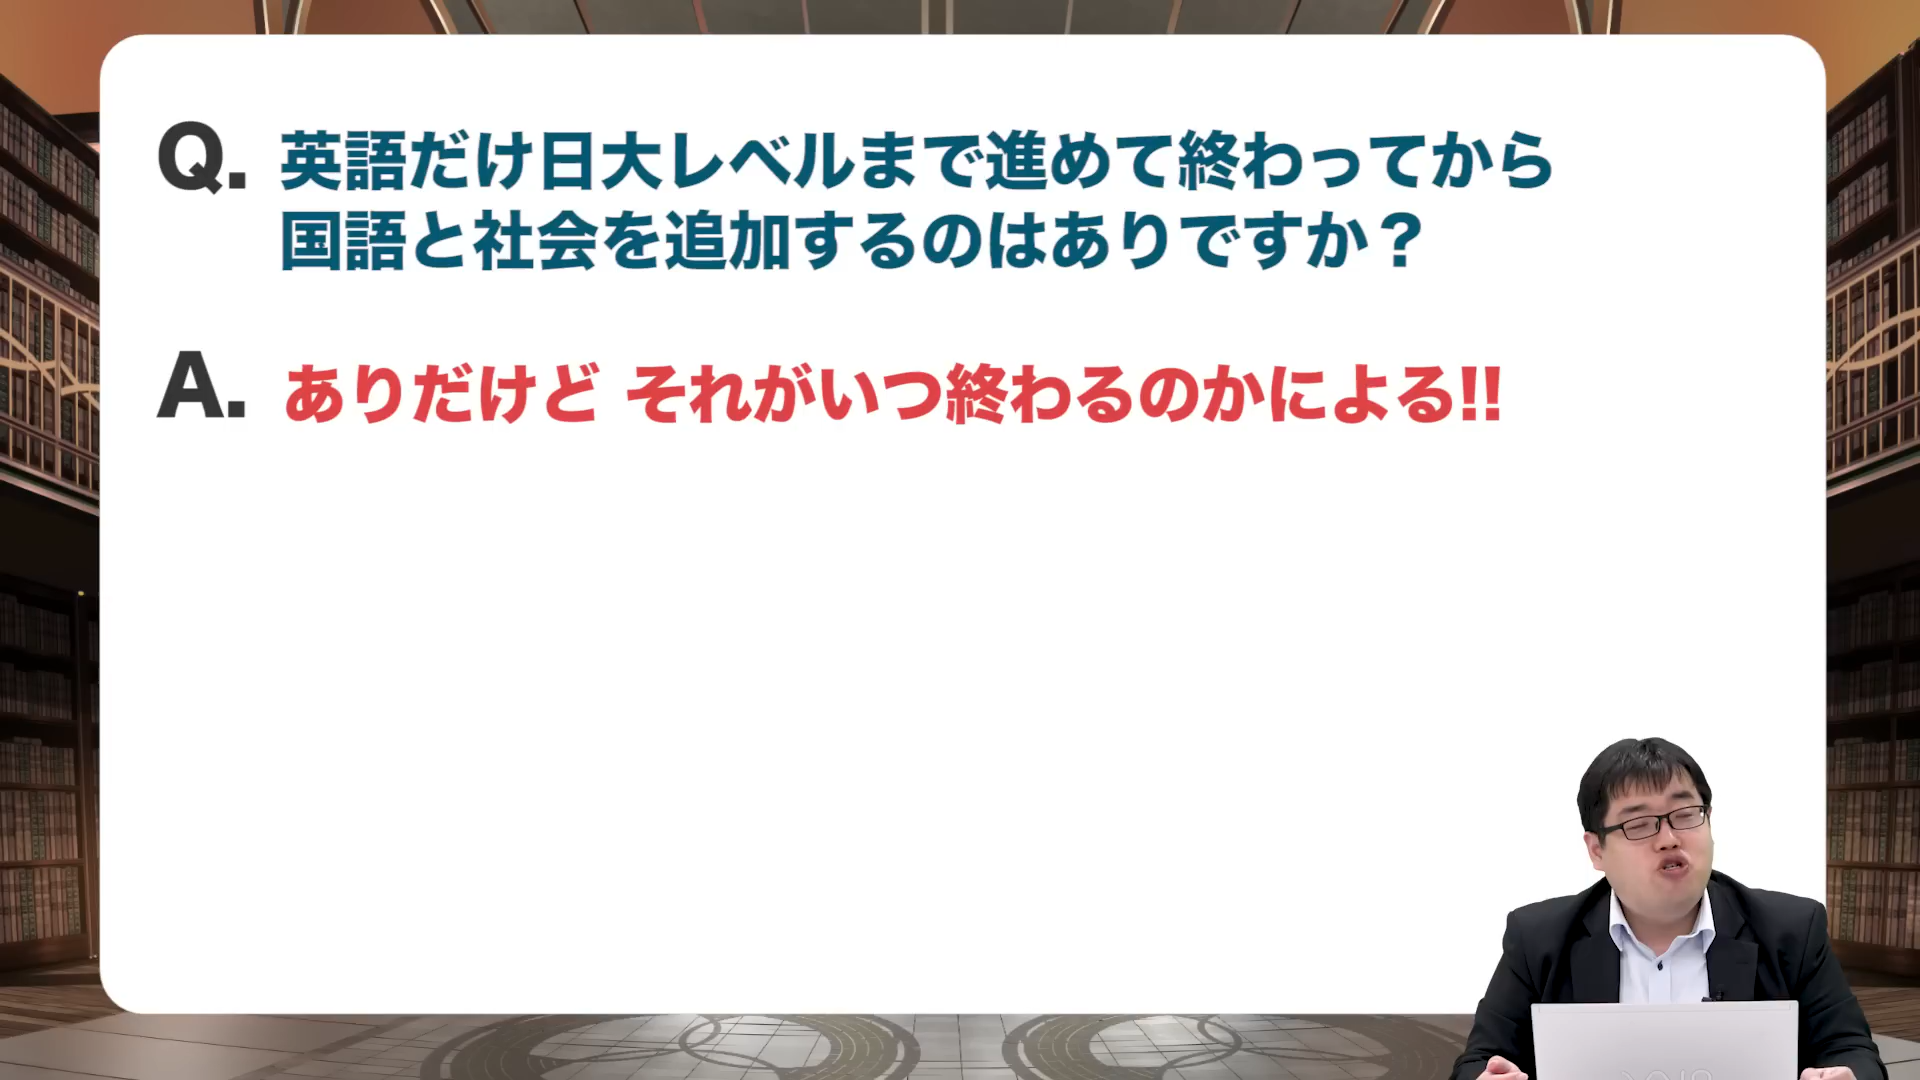 Q. 英語だけ日大レベルまで進めて終わってから
国語と社会を追加するのはありですか？
A. ありだけど それがいつ終わるのかによる!!